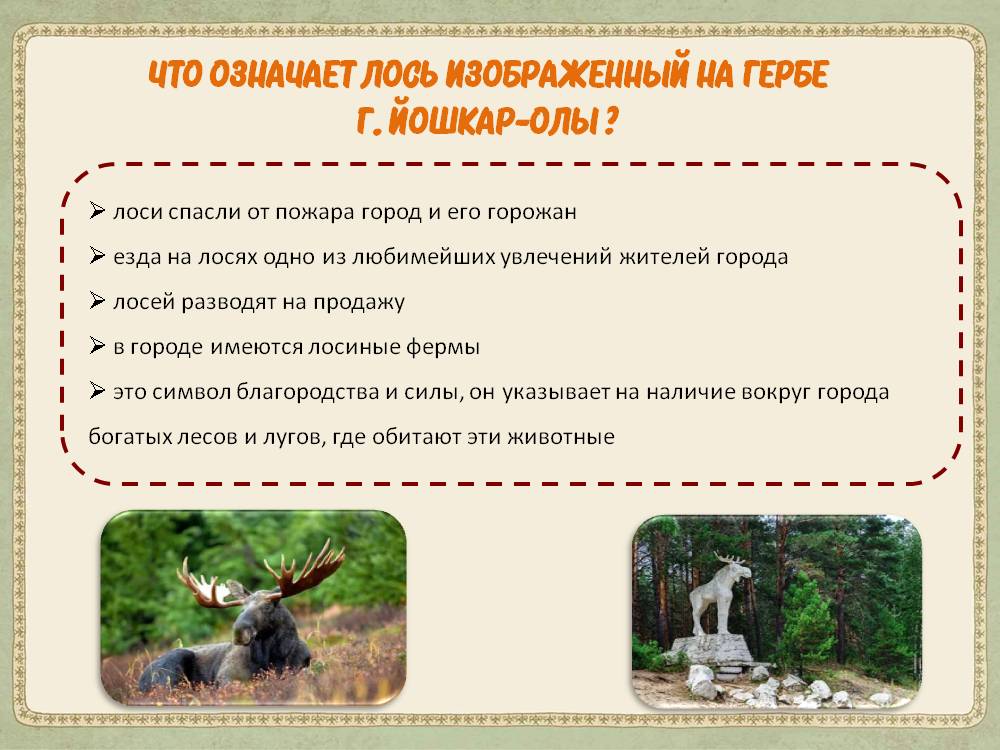 ЧТО ОЗНАЧАЕТ ЛОСЬ ИЗОБРАЖЕННЫЙ НА ГЕРБЕ
Г. ЙОШКАР-ОЛЫ ?
➢ лоси спасли от пожара город и его горожан
➢ езда на лосях одно из любимейших увлечений жителей города
➢ лосей разводят на продажу
➢ в городе имеются лосиные фермы
➢ это символ благородства и силы, он указывает на наличие вокруг города
богатых лесов и лугов, где обитают эти животные